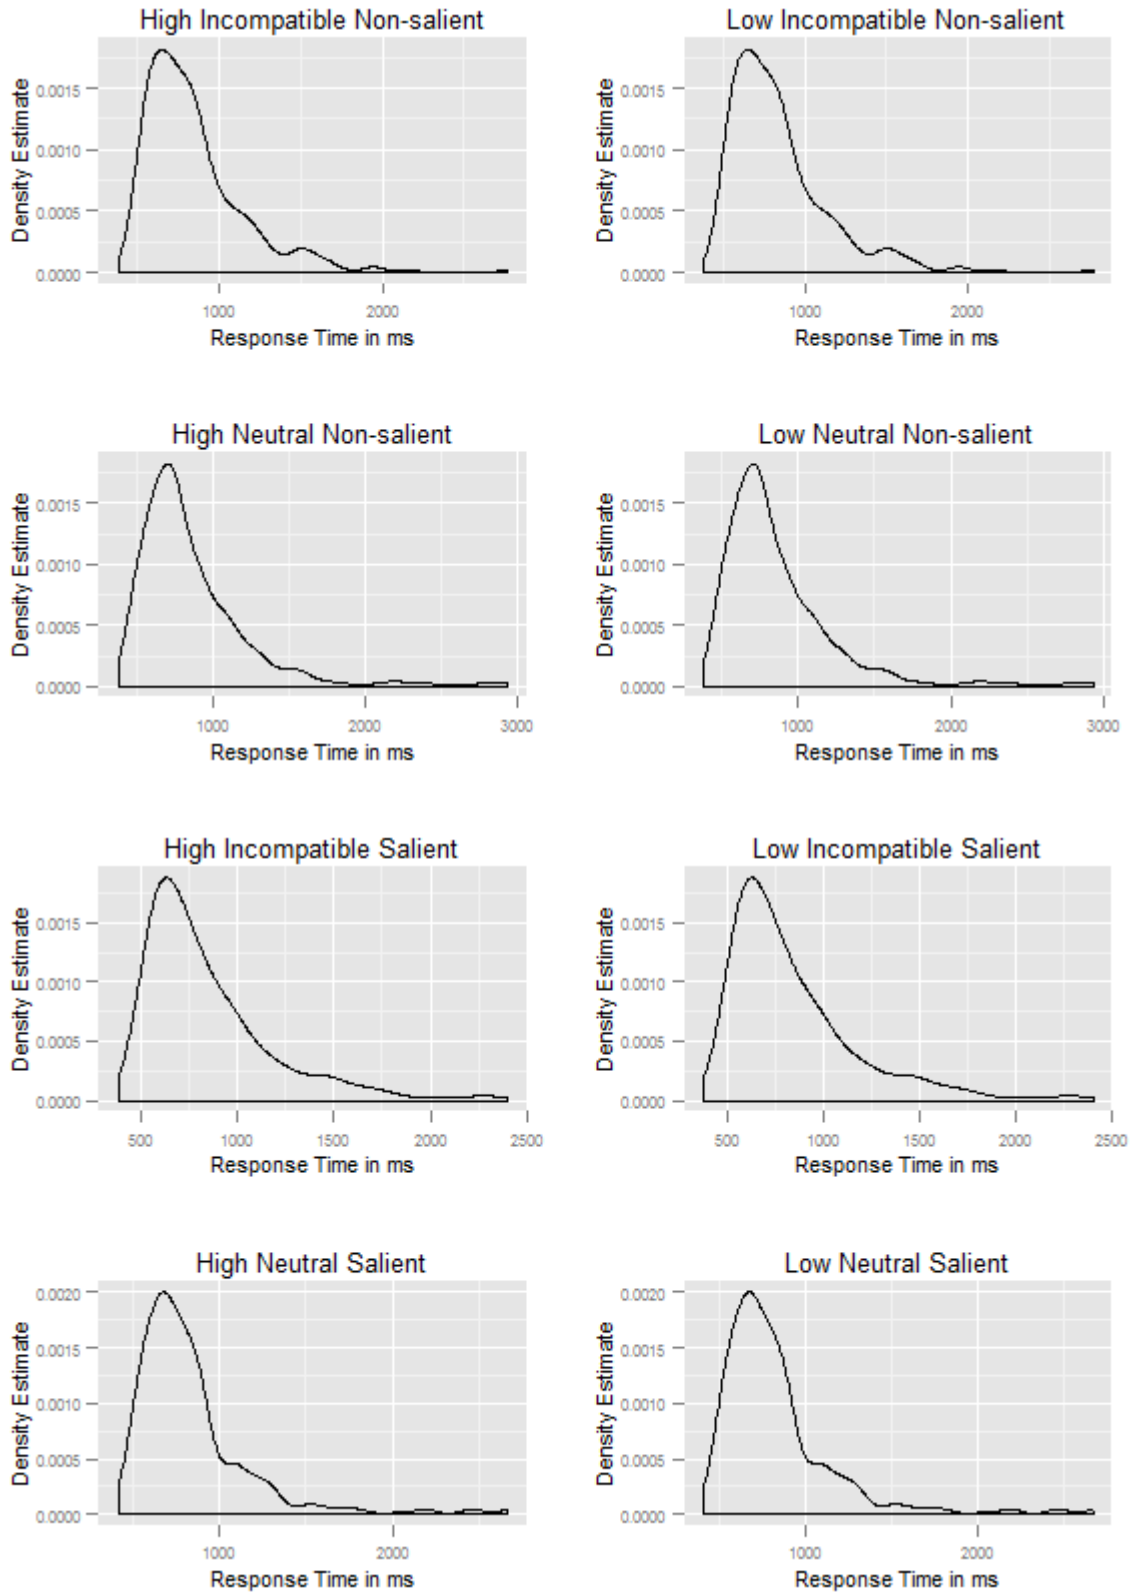 High Incompatible Non-salient
Density Estimate
0.0015
0.0010
0.0005
0.0000
1000 2000
Response Time in ms
Low Incompatible Non-salient
Density Estimate
0.0015
0.0010
0.0005
0.0000
1000 2000
Response Time in ms
High Neutral Non-salient
Density Estimate
0.0015
0.0010
0.0005
0.0000
1000 2000 3000
Response Time in ms
Low Neutral Non-salient
Density Estimate
0.0015
0.0010
0.0005
0.0000
1000 2000 3000
Response Time in ms
High Incompatible Salient
Density Estimate
0.0015
0.0010
0.0005
0.0000
500 1000 1500 2000 2500
Response Time in ms
Low Incompatible Salient
Density Estimate
0.0015
0.0010
0.0005
0.0000
500 1000 1500 2000 2500
Response Time in ms
High Neutral Salient
Density Estimate
0.0020
0.0015
0.0010
0.0005
0.0000
1000 2000
Response Time in ms
Low Neutral Salient
Density Estimate
0.0020
0.0015
0.0010
0.0005
0.0000
1000 2000
Response Time in ms